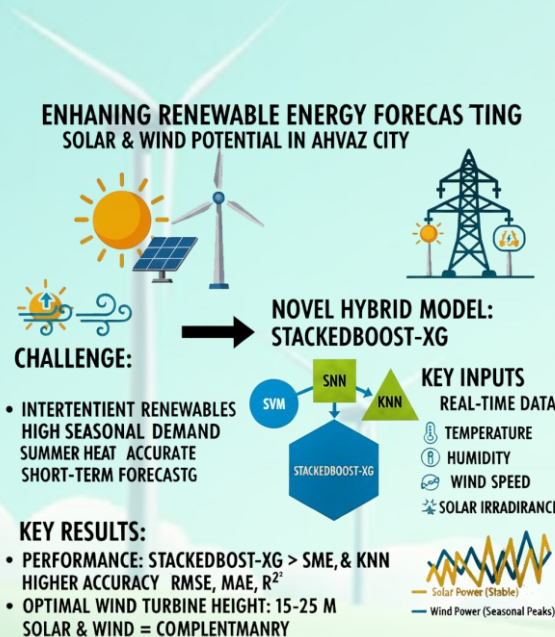 ENHANING RENEWABLE ENERGY FORECAS TING
SOLAR & WIND POTENTIAL IN AHVAZ CITY
CHALLENGE:
• INTERTENTIENT RENEWABLES
HIGH SEASONAL DEMAND
SUMMER HEAT ACCURATE
SHORT-TERM FORECASTG
NOVEL HYBRID MODEL:
STACKEDBOOST-XG
SVM
SNN
KNN
STACKEDBOOST-XG
KEY INPUTS
REAL-TIME DATA
TEMPERATURE
HUMIDITY
WIND SPEED
SOLAR IRRADIRANCE
KEY RESULTS:
• PERFORMANCE: STACKEDBOST-XG > SME, & KNN
HIGHER ACCURACY RMSE, MAE, R²²
• OPTIMAL WIND TURBINE HEIGHT: 15-25 M
SOLAR & WIND = COMPLENTMANRY
Solar Power (Stable)
Wind Power (Seasonal Peaks)